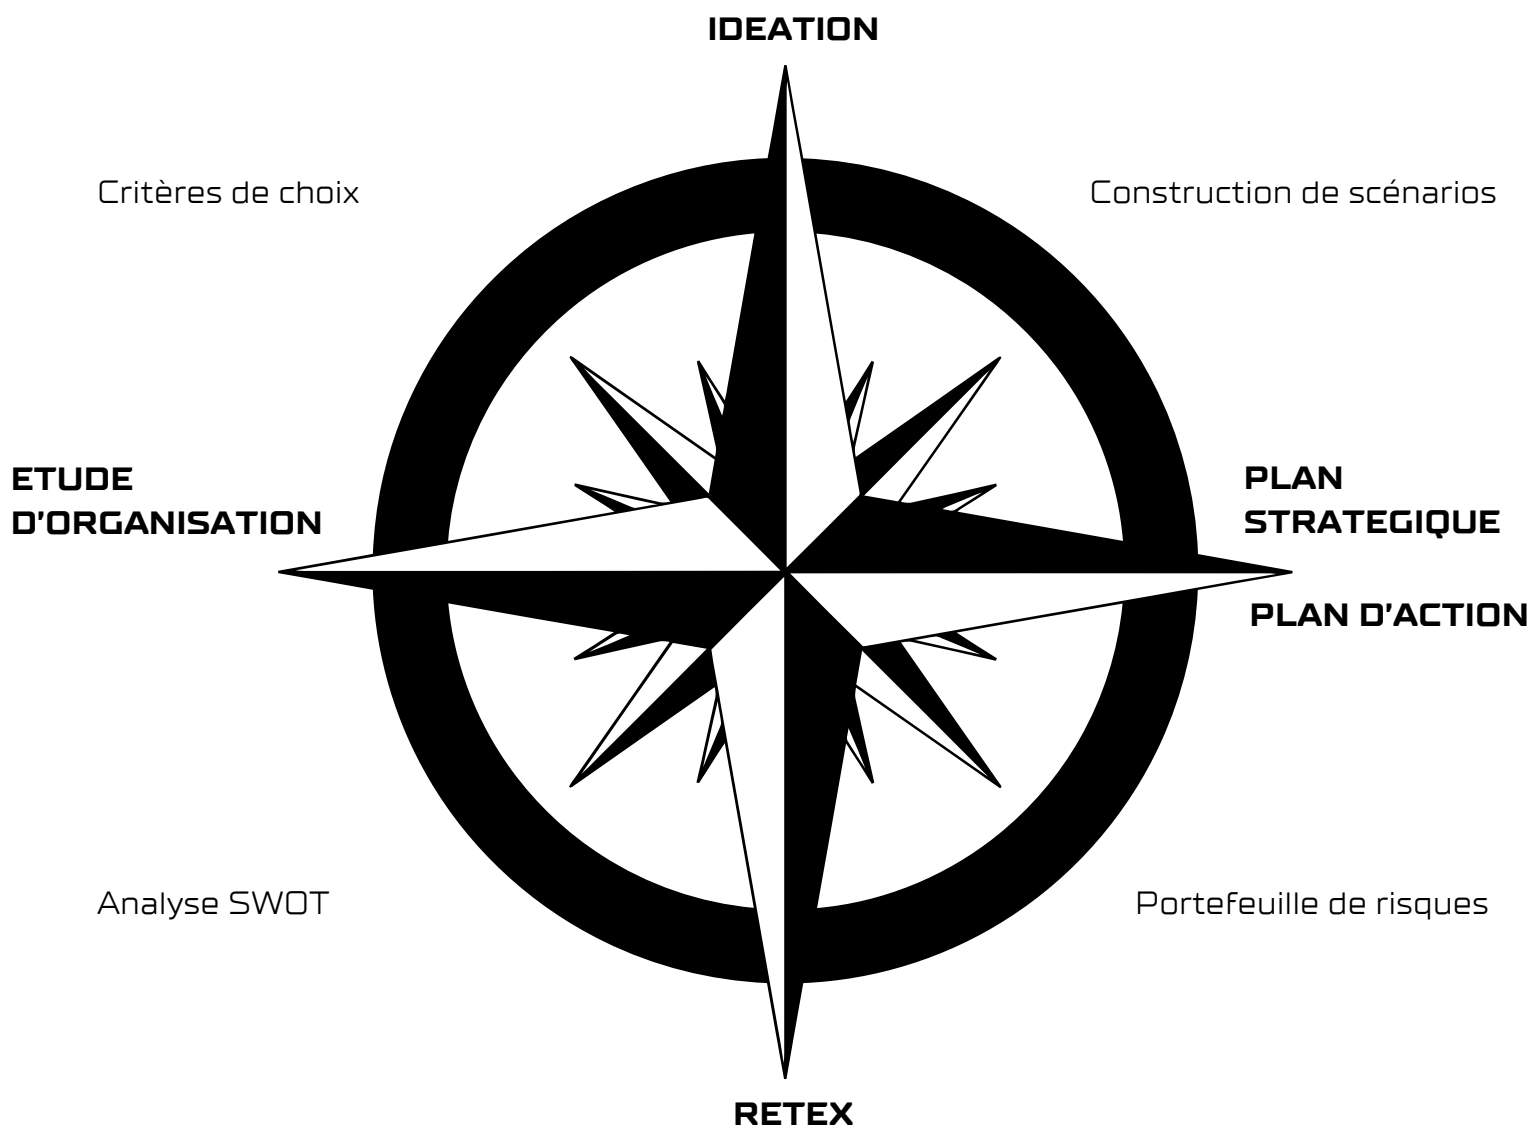 IDEATION
Critères de choix
Construction de scénarios
ETUDE
D'ORGANISATION
PLAN
STRATEGIQUE
PLAN D'ACTION
Analyse SWOT
Portefeuille de risques
RETEX